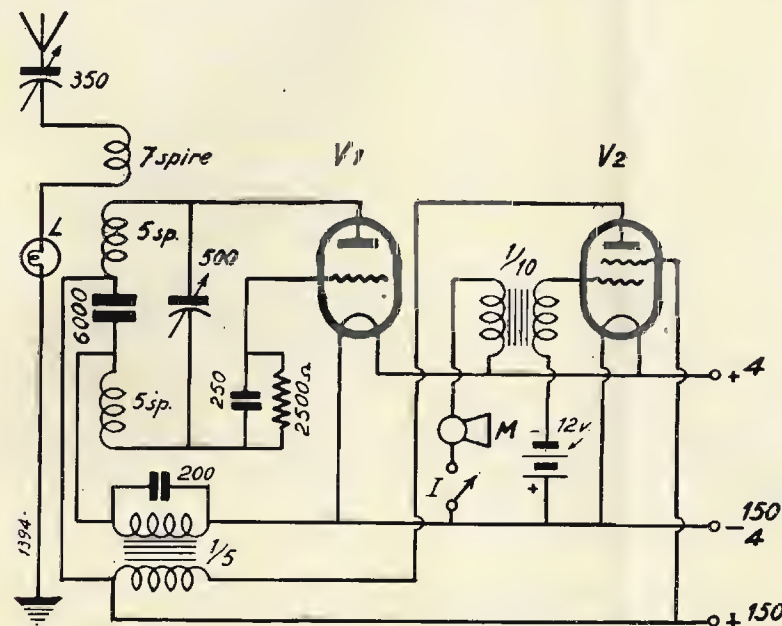 350
7 spire
V1
V2
L
5 sp.
500
1/10
6000
250
2500Ω
5 sp.
+ 4
M
- 12v.
I
+
200
1394-
1/5
- 150
4
+ 150